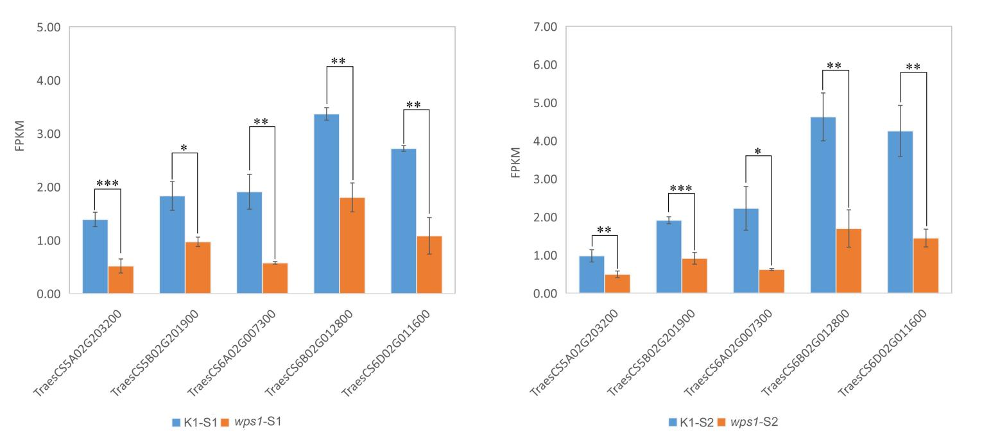 5.00
4.00
3.00
2.00
1.00
0.00
FPKM
***
*
**
**
**
TraesCS5A02G203200
TraesCS5B02G201900
TraesCS6A02G007300
TraesCS6B02G012800
TraesCS6D02G011600
K1-S1 wps1-S1
7.00
6.00
5.00
4.00
3.00
2.00
1.00
0.00
FPKM
**
***
*
**
**
TraesCS5A02G203200
TraesCS5B02G201900
TraesCS6A02G007300
TraesCS6B02G012800
TraesCS6D02G011600
K1-S2 wps1-S2